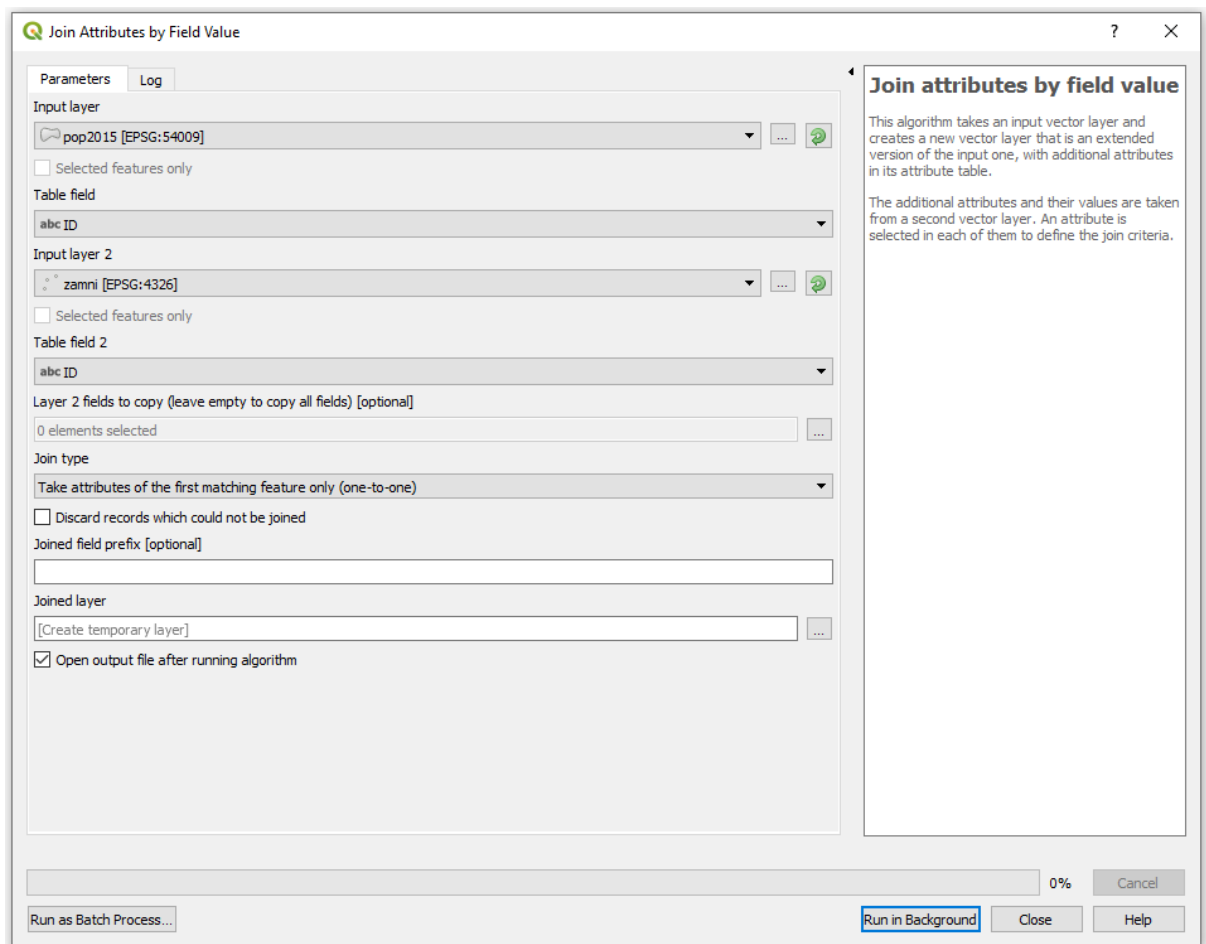 Join Attributes by Field Value
?
Parameters
Log
Input layer
pop2015 [EPSG:54009]
...
Selected features only
Table field
abc ID
Input layer 2
zamni [EPSG:4326]
...
Selected features only
Table field 2
abc ID
Layer 2 fields to copy (leave empty to copy all fields) [optional]
0 elements selected
...
Join type
Take attributes of the first matching feature only (one-to-one)
Discard records which could not be joined
Joined field prefix [optional]
Joined layer
[Create temporary layer]
...
Open output file after running algorithm
Join attributes by field value
This algorithm takes an input vector layer and
creates a new vector layer that is an extended
version of the input one, with additional attributes
in its attribute table.
The additional attributes and their values are taken
from a second vector layer. An attribute is
selected in each of them to define the join criteria.
0%
Cancel
Run as Batch Process...
Run in Background
Close
Help